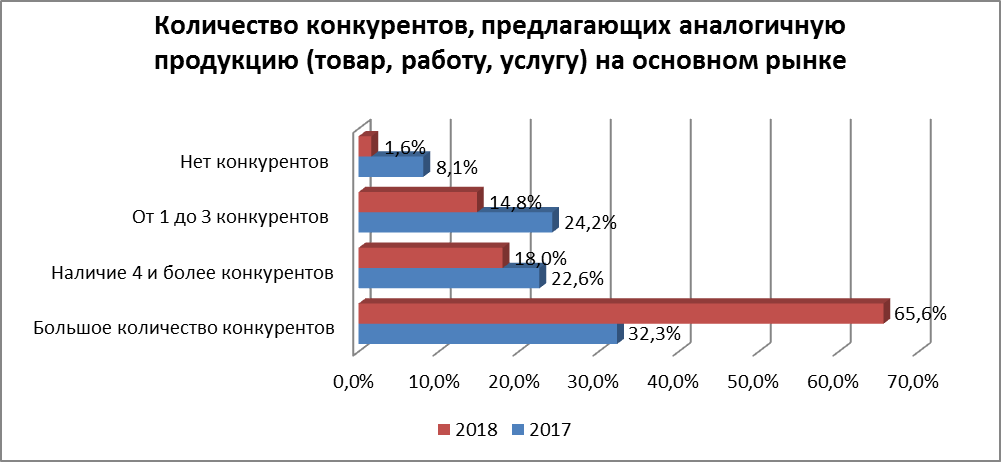 Количество конкурентов, предлагающих аналогичную
продукцию (товар, работу, услугу) на основном рынке
Нет конкурентов
1,6%
8,1%
От 1 до 3 конкурентов
14,8%
24,2%
Наличие 4 и более конкурентов
18,0%
22,6%
Большое количество конкурентов
65,6%
32,3%
0,0% 10,0% 20,0% 30,0% 40,0% 50,0% 60,0% 70,0%
2018 2017